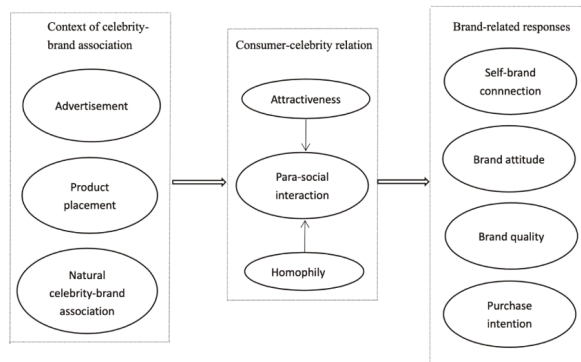 Context of celebrity-
brand association
Advertisement
Product
placement
Natural
celebrity-brand
association
Consumer-celebrity relation
Attractiveness
Para-social
interaction
Homophily
Brand-related responses
Self-brand
connnection
Brand attitude
Brand quality
Purchase
intention